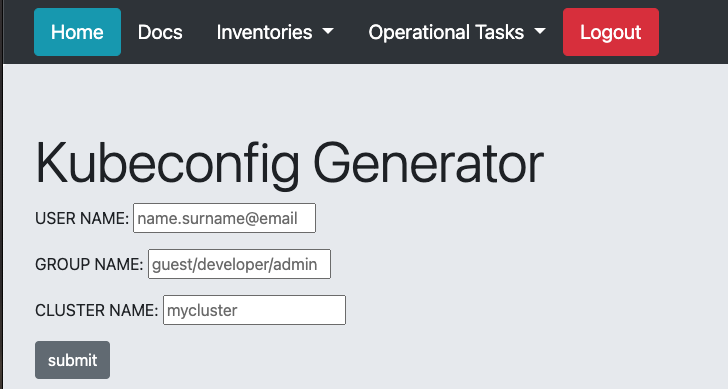 Home Docs Inventories Operational Tasks Logout
Kubeconfig Generator
USER NAME: name.surname@email
GROUP NAME: guest/developer/admin
CLUSTER NAME: mycluster
submit